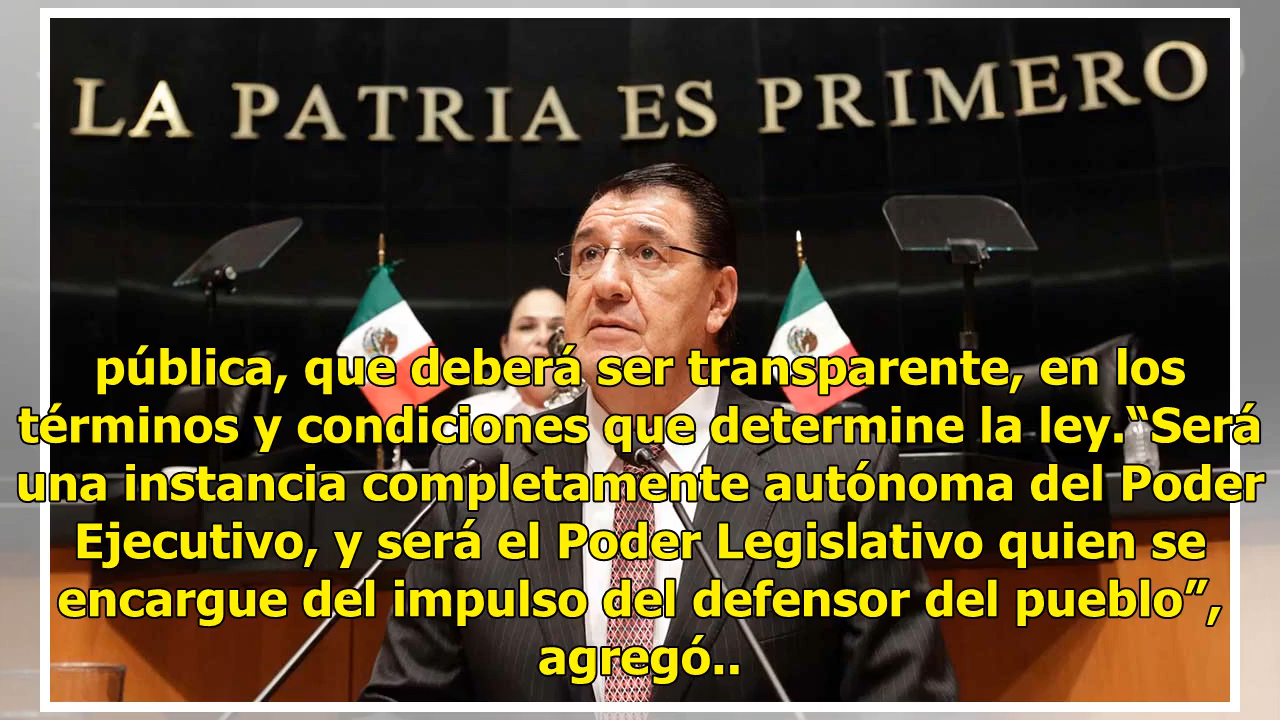 LA PATRIA ES PRIMERO
pública, que deberá ser transparente, en los
términos y condiciones que determine la ley.“Será
una instancia completamente autónoma del Poder
Ejecutivo, y será el Poder Legislativo quien se
encargue del impulso del defensor del pueblo”,
agregó..